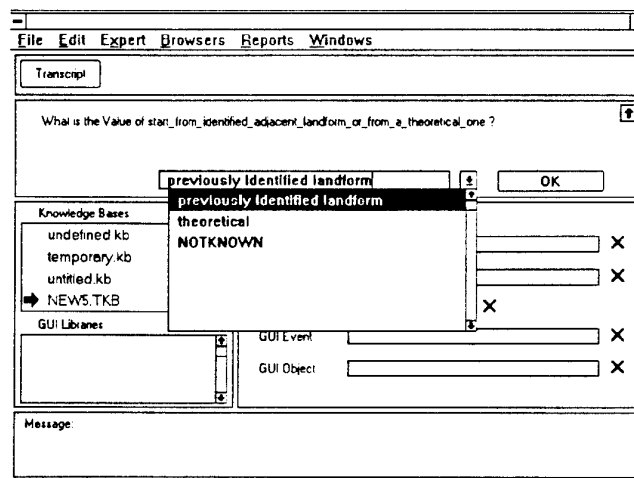 File Edit Expert Browsers Reports Windows
Transcript
What is the Value of start_from_identified_adjacent_landform_or_from_a_theoretical_one ?
previously identified landform
OK
previously identified landform
theoretical
NOTKNOWN
Knowledge Bases
undefined.kb
temporary.kb
untitled.kb
NEW5.TKB
GUI Libraries
GUI Event
GUI Object
Message: